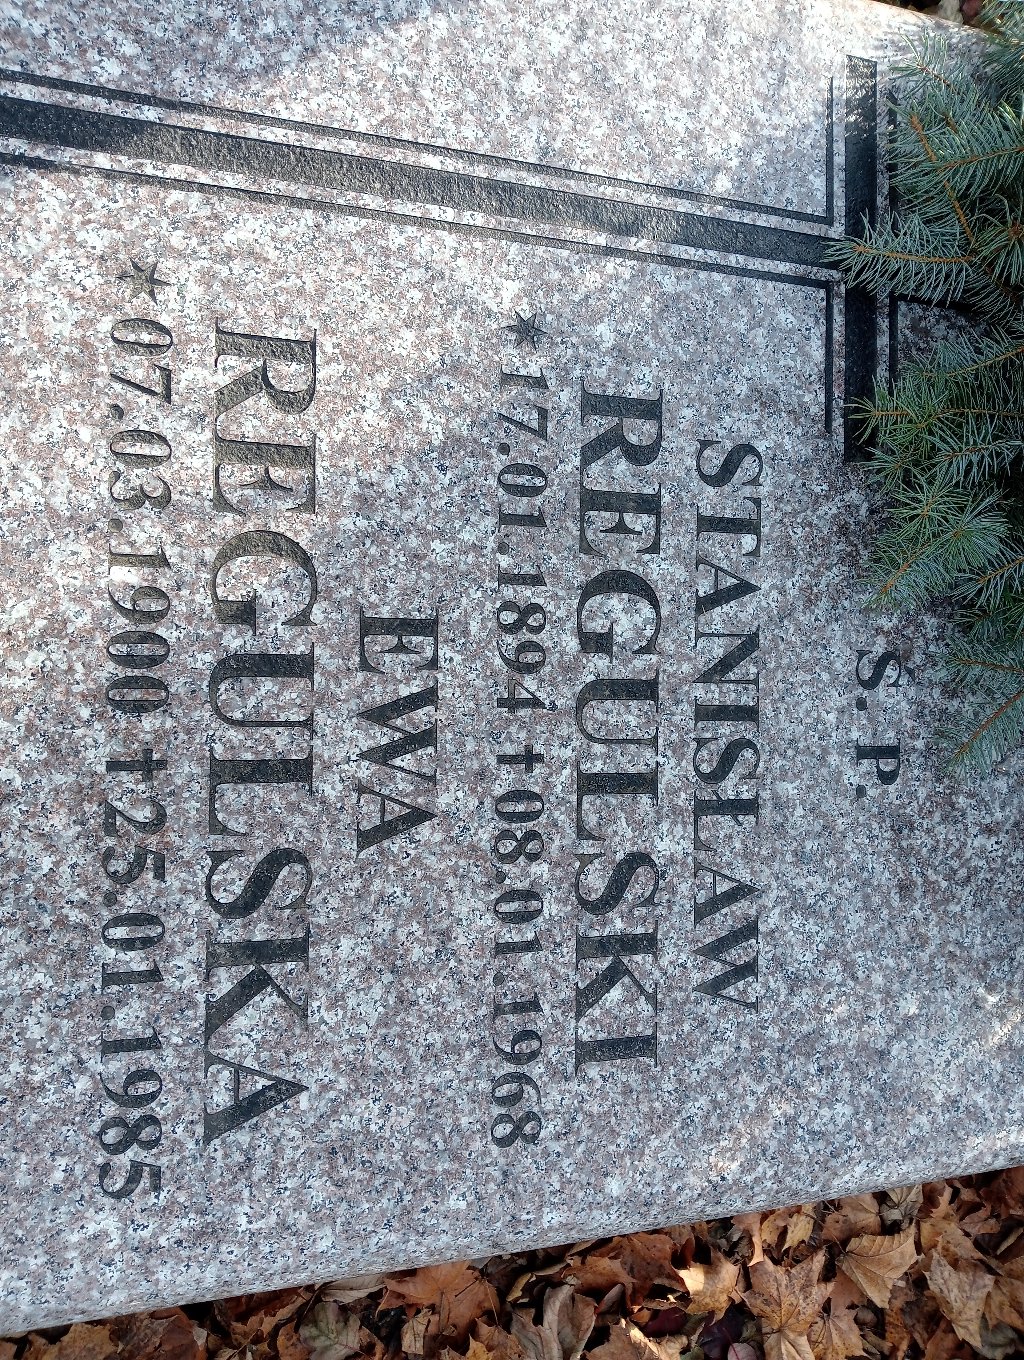 S. P.
STANISŁAW
REGULSKI
★17.01.1894 ✝ 08.01.1968
EWA
REGULSKA
★07.03.1900 ✝ 25.01.1985